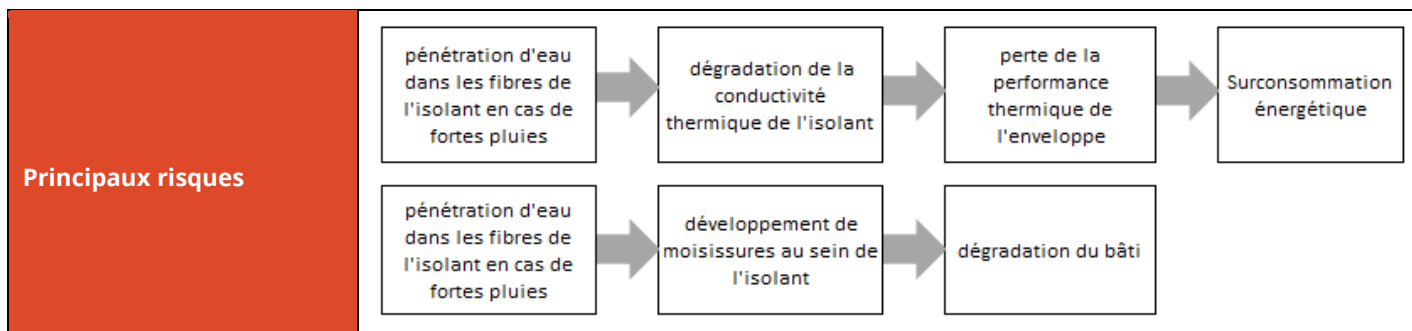 Principaux risques
pénétration d'eau
dans les fibres de
l'isolant en cas de
fortes pluies
dégradation de la
conductivité
thermique de l'isolant
perte de la
performance
thermique de
l'enveloppe
Surconsommation
énergétique
pénétration d'eau
dans les fibres de
l'isolant en cas de
fortes pluies
développement de
moisissures au sein de
l'isolant
dégradation du bâti